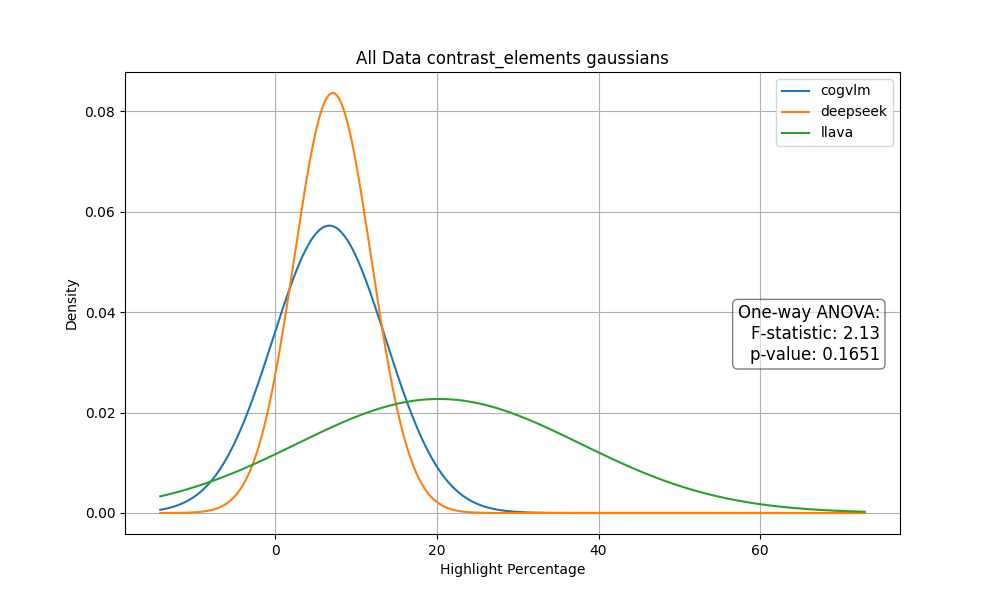 All Data contrast_elements gaussians
cogvlm
deepseek
llava
0.08
0.06
0.04
0.02
0.00
Density
One-way ANOVA:
F-statistic: 2.13
p-value: 0.1651
0
20
40
60
Highlight Percentage